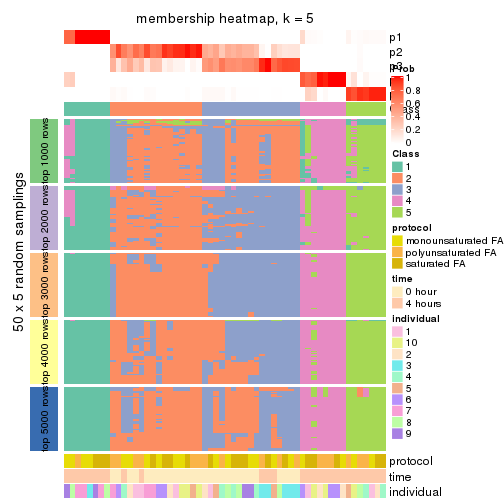 membership heatmap, k = 5
p1
p2
p3
Prob
1
0.8
0.6
0.4
0.2
0
Class
1
2
3
4
5
protocol
monounsaturated FA
polyunsaturated FA
saturated FA
time
0 hour
4 hours
individual
1
10
2
3
4
5
6
7
8
9
50 x 5 random samplings
top 1000 rows
top 2000 rows
top 3000 rows
top 4000 rows
top 5000 rows
protocol
time
individual